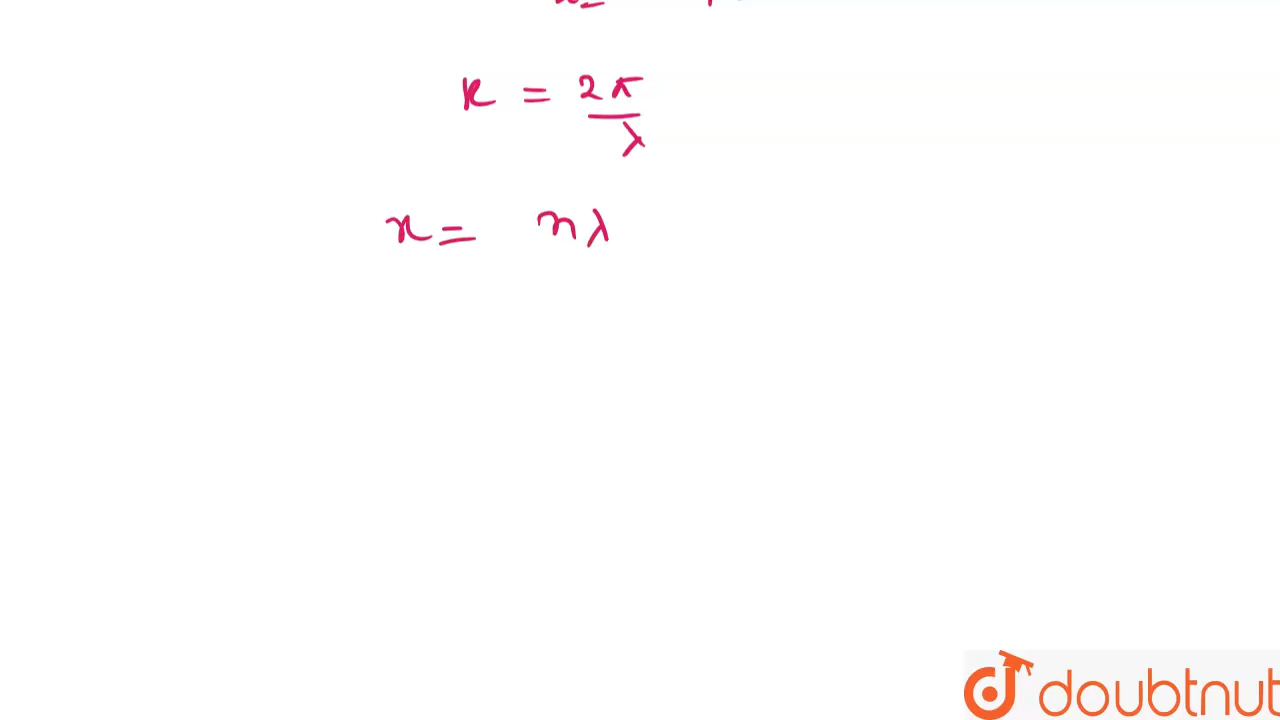 K = 2π
λ
x = nλ
doubtnut